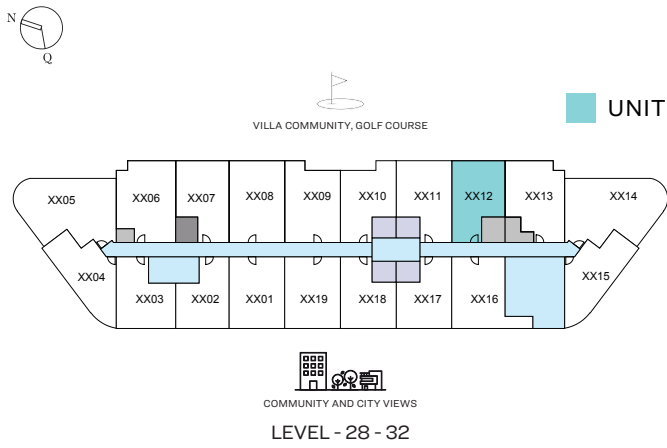 N
Q
VILLA COMMUNITY, GOLF COURSE
UNIT
XX05
XX06
XX07
XX08
XX09
XX10
XX11
XX12
XX13
XX14
XX04
XX03
XX02
XX01
XX19
XX18
XX17
XX16
XX15
COMMUNITY AND CITY VIEWS
LEVEL - 28 - 32